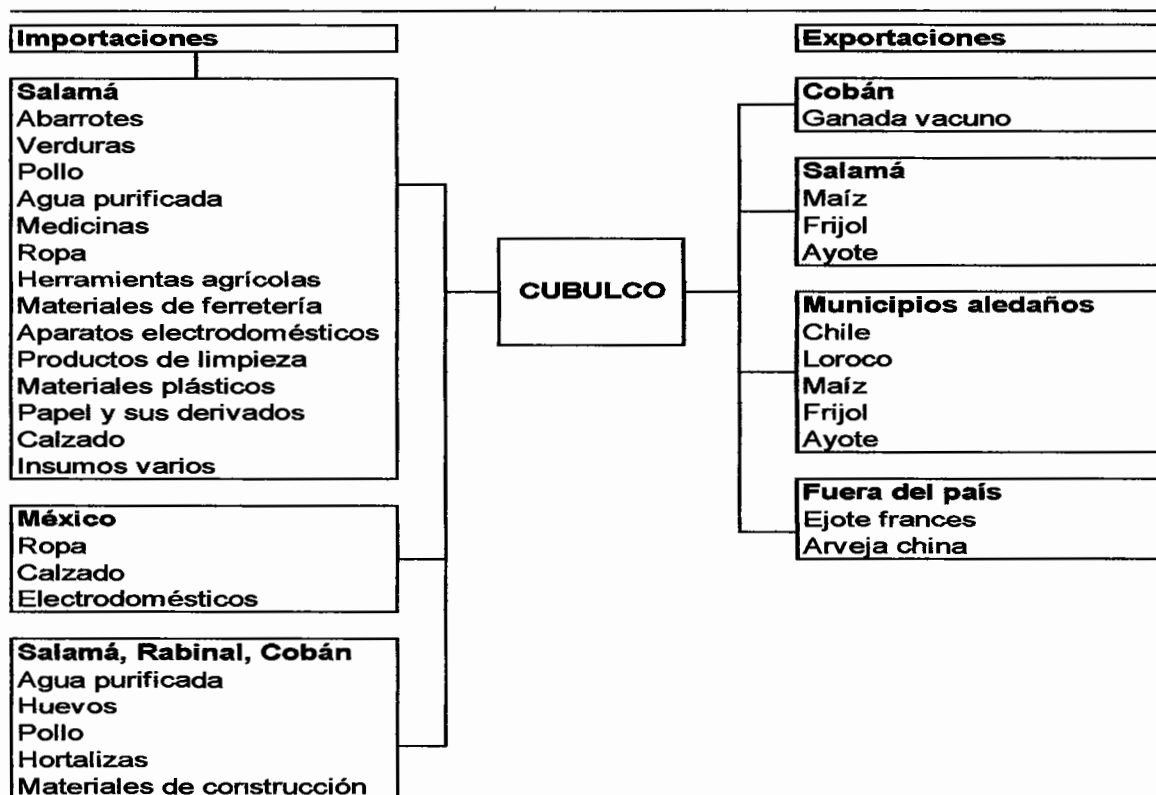 Importaciones
Salamá
Abarrotes
Verduras
Pollo
Agua purificada
Medicinas
Ropa
Herramientas agrícolas
Materiales de ferretería
Aparatos electrodomésticos
Productos de limpieza
Materiales plásticos
Papel y sus derivados
Calzado
Insumos varios
México
Ropa
Calzado
Electrodomésticos
Salamá, Rabinal, Cobán
Agua purificada
Huevos
Pollo
Hortalizas
Materiales de construcción
CUBULCO
Exportaciones
Cobán
Ganada vacuno
Salamá
Maíz
Frijol
Ayote
Municipios aledaños
Chile
Loroco
Maíz
Frijol
Ayote
Fuera del país
Ejote frances
Arveja china